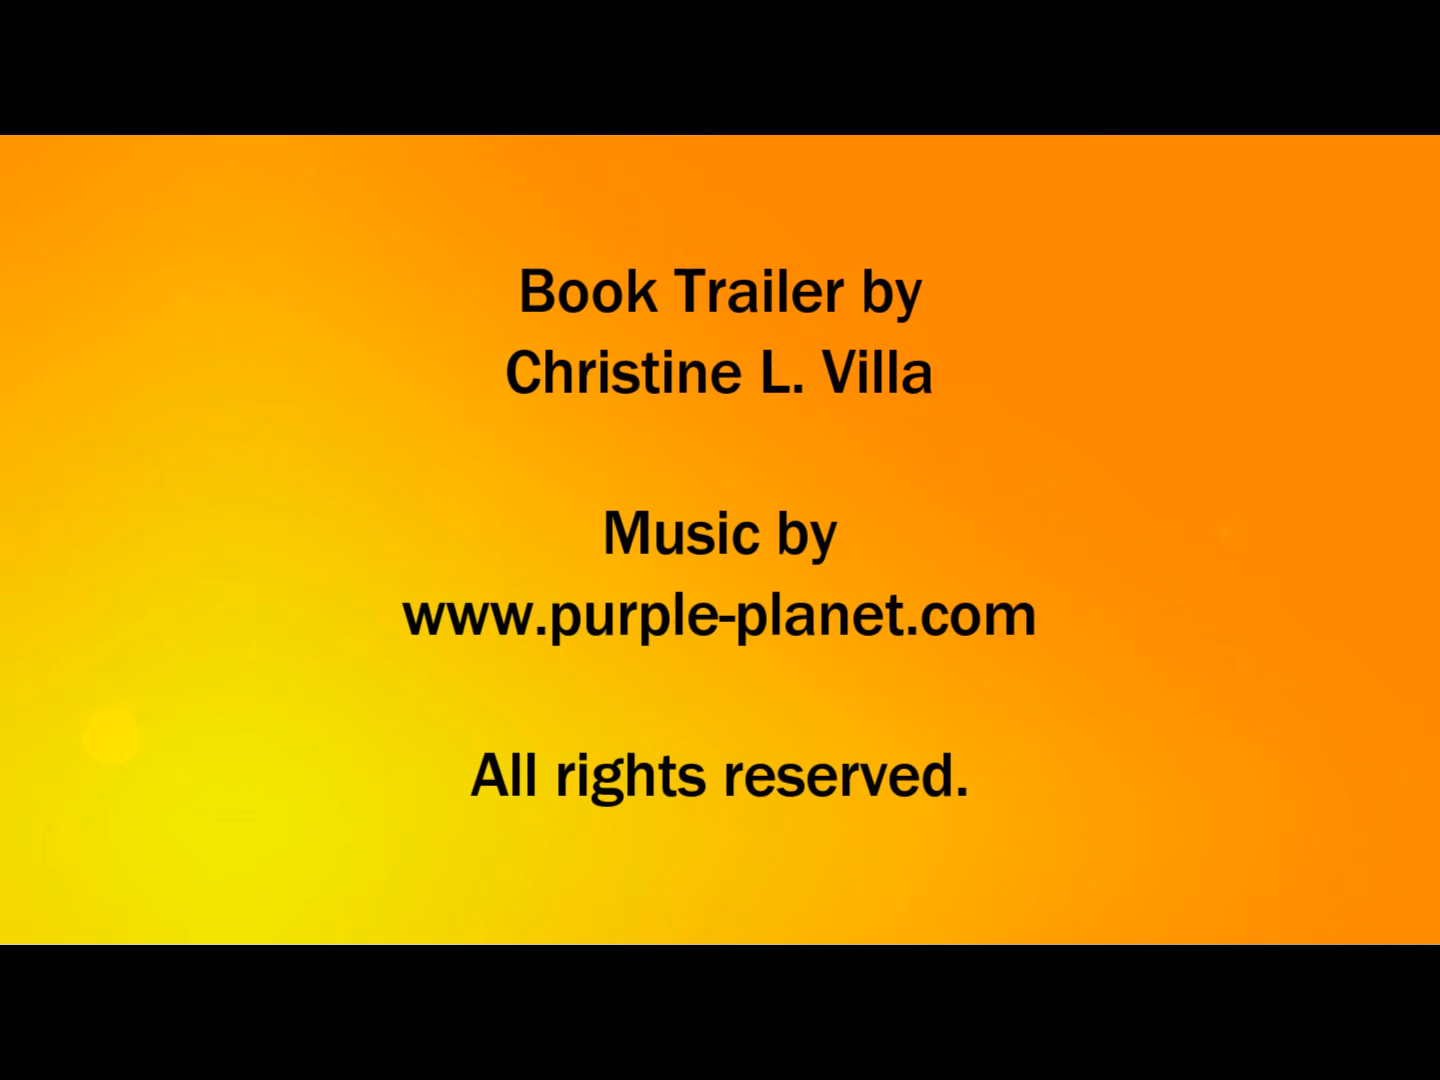 Book Trailer by
Christine L. Villa
Music by
www.purple-planet.com
All rights reserved.